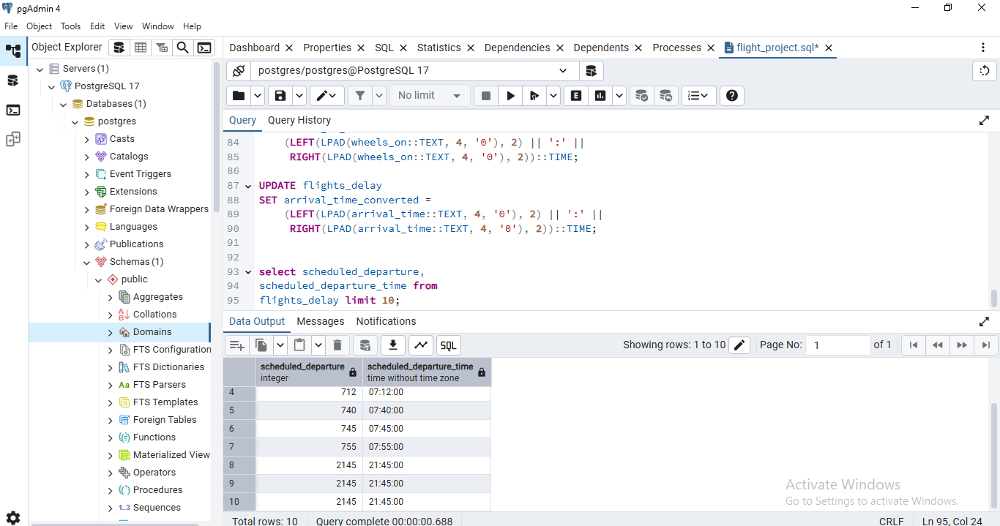 pgAdmin 4
File Object Tools Edit View Window Help
Object Explorer
Dashboard Properties SQL Statistics Dependencies Dependents Processes flight_project.sql*
Servers (1)
PostgreSQL 17
Databases (1)
postgres
Casts
Catalogs
Event Triggers
Extensions
Foreign Data Wrappers
Languages
Publications
Schemas (1)
public
Aggregates
Collations
Domains
FTS Configuration
FTS Dictionaries
FTS Parsers
FTS Templates
Foreign Tables
Functions
Materialized View
Operators
Procedures
1..3 Sequences
postgres/postgres@PostgreSQL 17
No limit
Query Query History
84 (LEFT(LPAD(wheels_on::TEXT, 4, '0'), 2) || ':' ||
85 RIGHT(LPAD(wheels_on::TEXT, 4, '0'), 2))::TIME;
86
87 UPDATE flights_delay
88 SET arrival_time_converted =
89 (LEFT(LPAD(arrival_time::TEXT, 4, '0'), 2) || ':' ||
90 RIGHT(LPAD(arrival_time::TEXT, 4, '0'), 2))::TIME;
91
92
93 select scheduled_departure,
94 scheduled_departure_time from
95 flights_delay limit 10;
Data Output Messages Notifications
SQL
Showing rows: 1 to 10 Page No: 1 of 1
scheduled_departure scheduled_departure_time
integer time without time zone
4 712 07:12:00
5 740 07:40:00
6 745 07:45:00
7 755 07:55:00
8 2145 21:45:00
9 2145 21:45:00
10 2145 21:45:00
Activate Windows
Go to Settings to activate Windows.
Total rows: 10 Query complete 00:00:00.688 CRLF Ln 95, Col 24